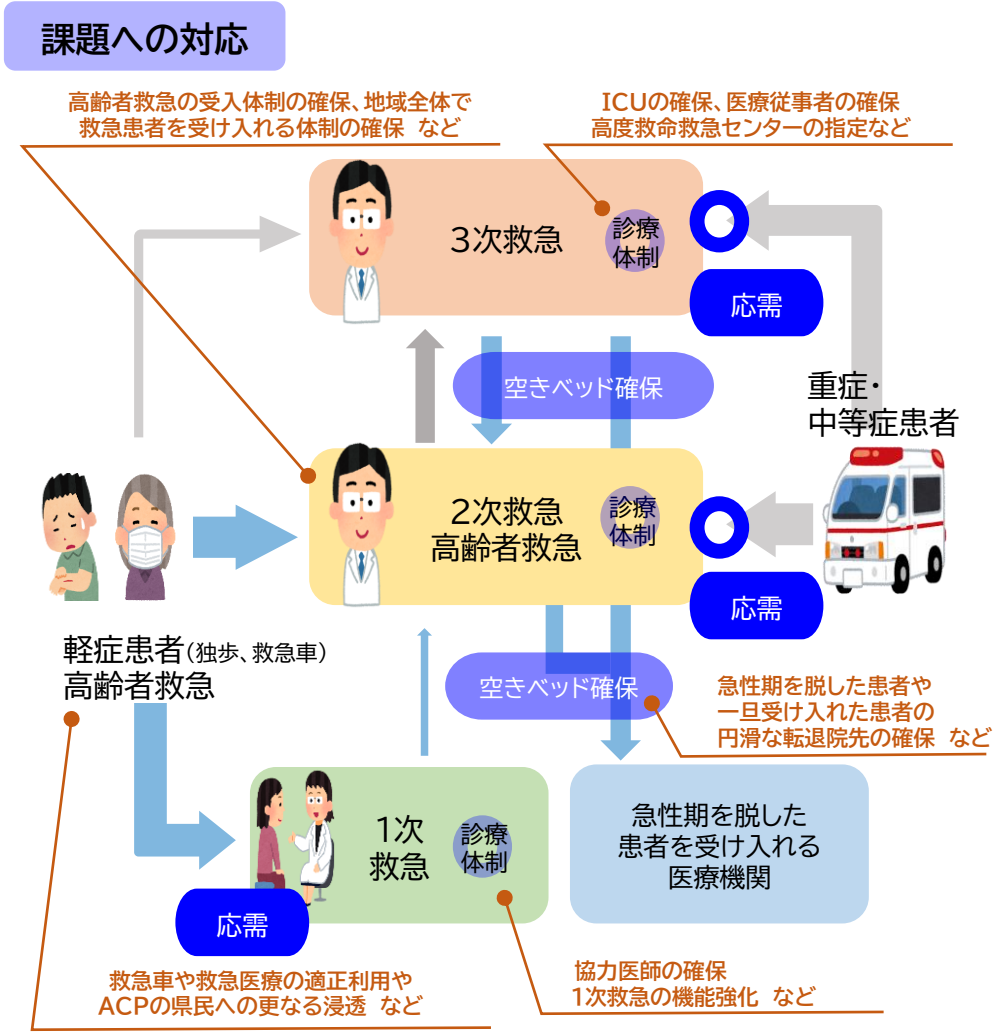 課題への対応
高齢者救急の受入体制の確保、地域全体で
救急患者を受け入れる体制の確保 など
ICUの確保、医療従事者の確保
高度救命救急センターの指定など
3次救急
診療
体制
応需
空きベッド確保
重症・
中等症患者
2次救急
高齢者救急
診療
体制
応需
軽症患者(独歩、救急車)
高齢者救急
空きベッド確保
急性期を脱した患者や
一旦受け入れた患者の
円滑な転退院先の確保 など
1次
救急
診療
体制
応需
急性期を脱した
患者を受け入れる
医療機関
救急車や救急医療の適正利用や
ACPの県民への更なる浸透 など
協力医師の確保
1次救急の機能強化 など